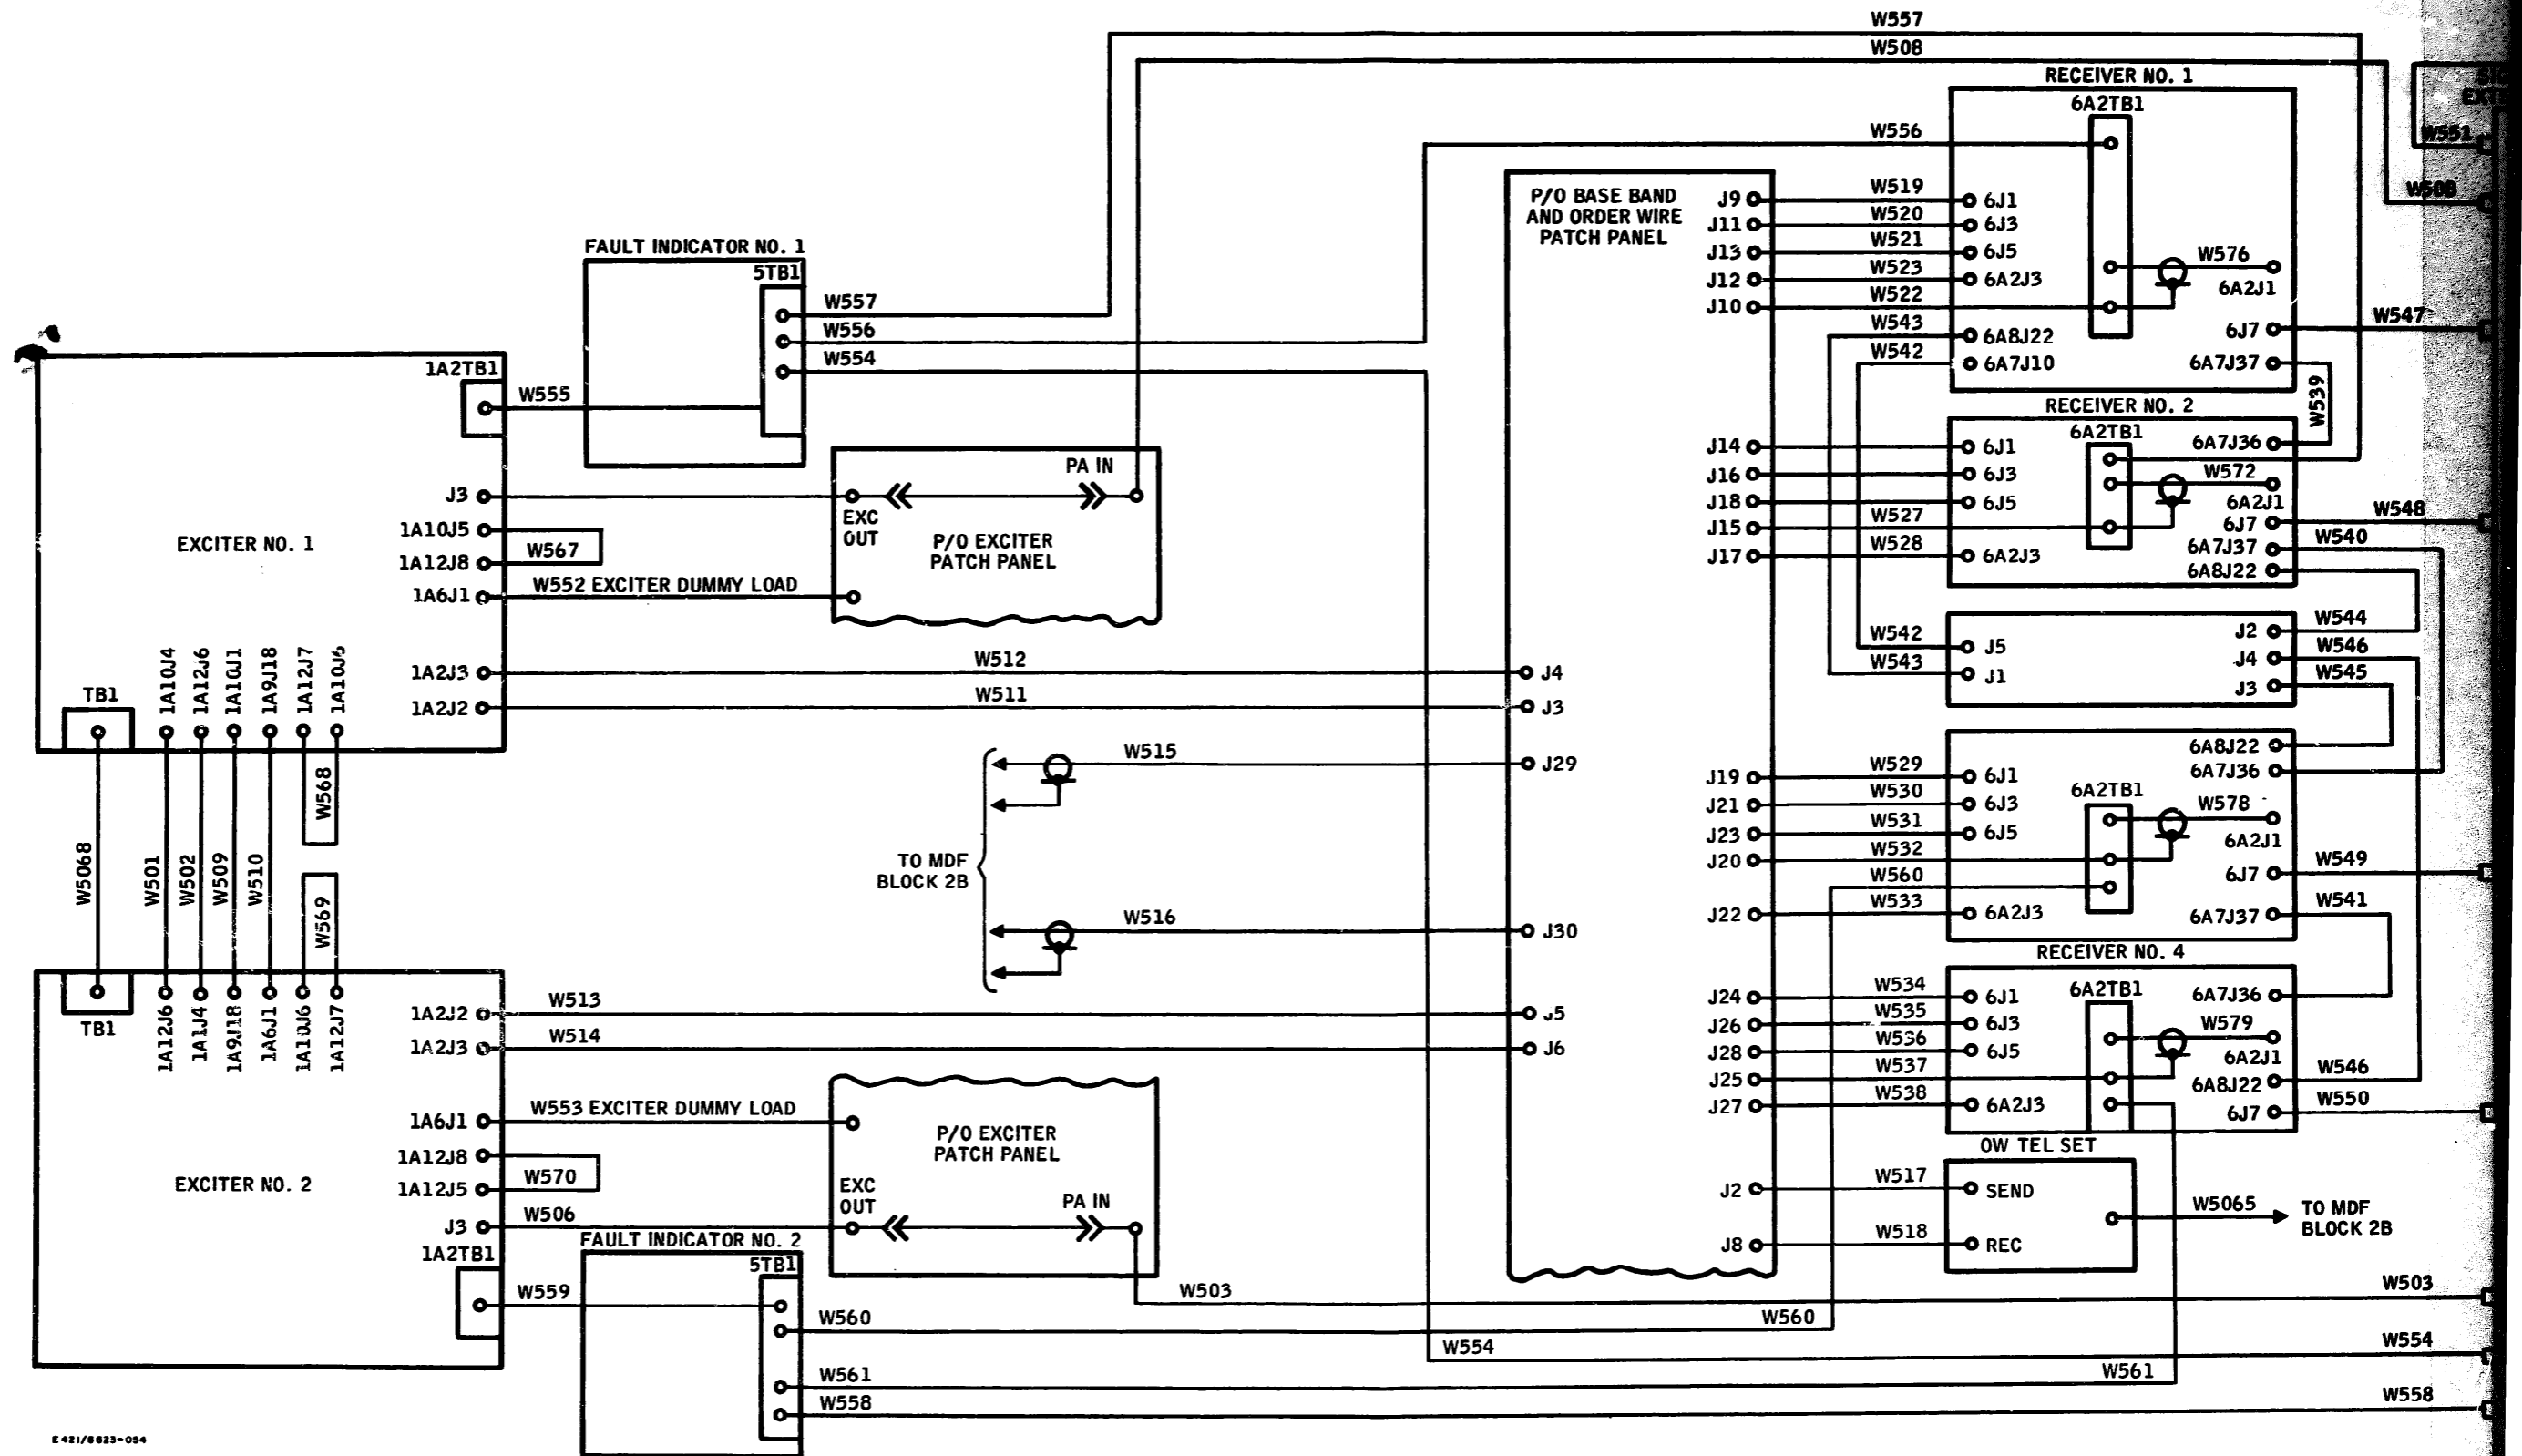 W557
W508
RECEIVER NO. 1
6A2TB1
W551
W508
W556
P/O BASE BAND
AND ORDER WIRE
PATCH PANEL
J9
W519
6J1
J11
W520
6J3
J13
W521
6J5
J12
W523
6A2J3
J10
W522
W543
6A8J22
W542
6A7J10
W576
6A2J1
6J7
W547
6A7J37
W539
FAULT INDICATOR NO. 1
5TB1
W557
W556
W554
1A2TB1
W555
RECEIVER NO. 2
6A2TB1
6A7J36
W572
6A2J1
6J7
W548
6A7J37
W540
6A8J22
J14
6J1
J16
6J3
J18
6J5
J15
W527
J17
W528
6A2J3
EXCITER NO. 1
J3
1A10J5
1A12J8
W567
1A6J1
W552 EXCITER DUMMY LOAD
EXC
OUT
PA IN
P/O EXCITER
PATCH PANEL
W542
J5
W543
J1
J2
W544
J4
W546
J3
W545
1A2J3
W512
J4
1A2J2
W511
J3
TB1
1A10J4
1A12J6
1A10J1
1A9J18
1A12J7
1A10J6
W5068
W501
W502
W509
W510
W568
W569
TO MDF
BLOCK 2B
W515
J29
W516
J30
J19
W529
6J1
J21
W530
6J3
J23
W531
6J5
J20
W532
W560
J22
W533
6A2J3
6A2TB1
6A8J22
6A7J36
W578
6A2J1
6J7
W549
6A7J37
W541
RECEIVER NO. 4
6A2TB1
6A7J36
W579
6A2J1
6A8J22
W546
6J7
W550
J24
W534
6J1
J26
W535
6J3
J28
W536
6J5
J25
W537
J27
W538
6A2J3
TB1
1A12J6
1A1J4
1A9J18
1A6J1
1A10J6
1A12J7
1A2J2
W513
J5
1A2J3
W514
J6
EXCITER NO. 2
1A6J1
W553 EXCITER DUMMY LOAD
1A12J8
1A12J5
W570
J3
W506
P/O EXCITER
PATCH PANEL
EXC
OUT
PA IN
W503
OW TEL SET
J2
W517
SEND
J8
W518
REC
W5065
TO MDF
BLOCK 2B
FAULT INDICATOR NO. 2
5TB1
1A2TB1
W559
W560
W560
W503
W554
W554
W561
W561
W558
W558
E421/6623-054